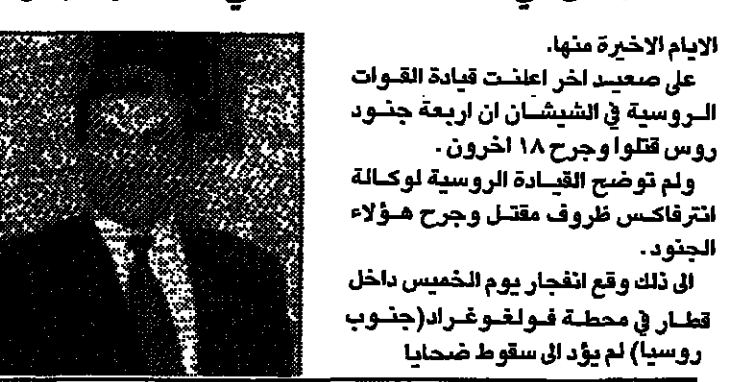 الايام الاخيرة منها.
على صعيد اخر اعلنت قيادة القوات
الروسية في الشيشان ان اربعة جنود
روس قتلوا وجرح ١٨ اخرون.
ولم توضح القيادة الروسية لوكالة
انترفاكس ظروف مقتل وجرح هؤلاء
الجنود.
الى ذلك وقع انفجار يوم الخميس داخل
قطار في محطة فولغوغراد(جنوب
روسيا) لم يؤد الى سقوط ضحايا